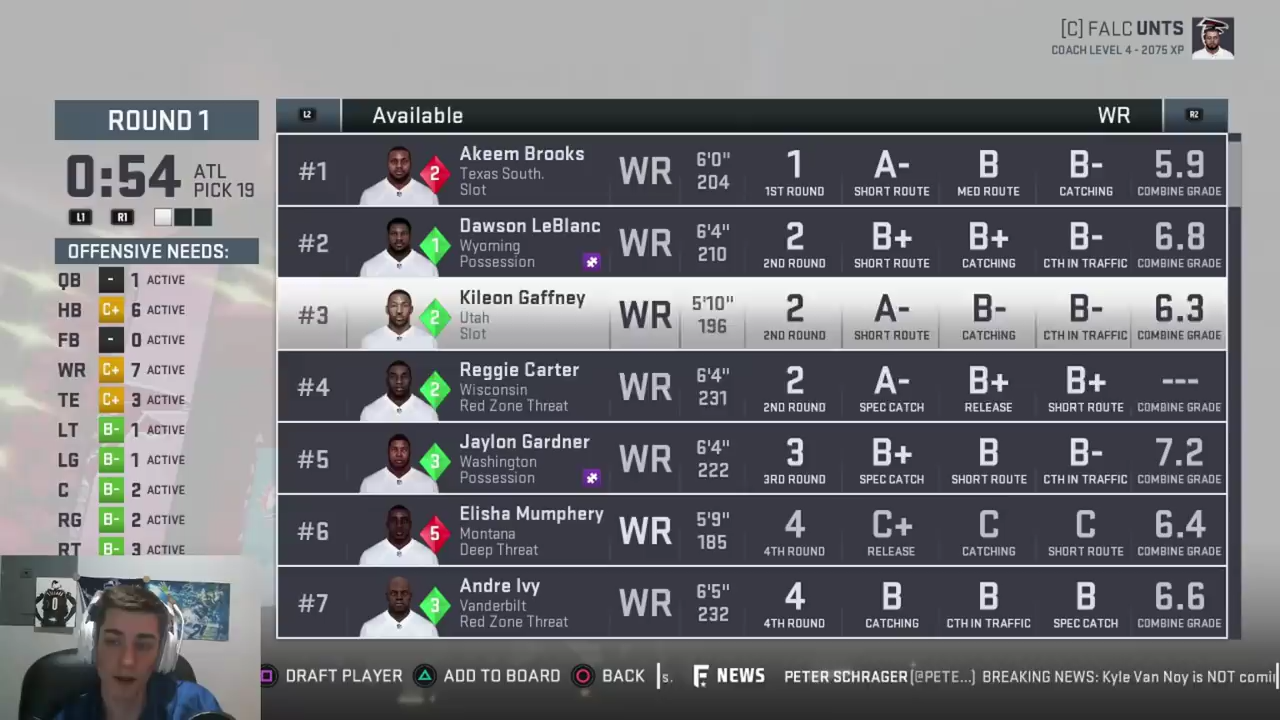 [C] FALC UNTS
COACH LEVEL 4 - 2075 XP
ROUND 1
0:54 ATL PICK 19
L1 R1
OFFENSIVE NEEDS:
QB - 1 ACTIVE
HB C+ 6 ACTIVE
FB - 0 ACTIVE
WR C+ 7 ACTIVE
TE C+ 3 ACTIVE
LT B- 1 ACTIVE
LG B- 1 ACTIVE
C B- 2 ACTIVE
RG B- 2 ACTIVE
RT B- 3 ACTIVE
L2 Available WR R2
#1 2 Akeem Brooks WR 6'0" 1 A- B B- 5.9
Texas South.
Slot 204 1ST ROUND SHORT ROUTE MED ROUTE CATCHING COMBINE GRADE
#2 1 Dawson LeBlanc WR 6'4" 2 B+ B+ B- 6.8
Wyoming
Possession 210 2ND ROUND SHORT ROUTE CATCHING CTH IN TRAFFIC COMBINE GRADE
#3 2 Kileon Gaffney WR 5'10" 2 A- B- B- 6.3
Utah
Slot 196 2ND ROUND SHORT ROUTE CATCHING CTH IN TRAFFIC COMBINE GRADE
#4 2 Reggie Carter WR 6'4" 2 A- B+ B+ ---
Wisconsin
Red Zone Threat 231 2ND ROUND SPEC CATCH RELEASE SHORT ROUTE COMBINE GRADE
#5 3 Jaylon Gardner WR 6'4" 3 B+ B B- 7.2
Washington
Possession 222 3RD ROUND SPEC CATCH SHORT ROUTE CTH IN TRAFFIC COMBINE GRADE
#6 5 Elisha Mumphery WR 5'9" 4 C+ C C 6.4
Montana
Deep Threat 185 4TH ROUND RELEASE CATCHING SHORT ROUTE COMBINE GRADE
#7 3 Andre Ivy WR 6'5" 4 B B B 6.6
Vanderbilt
Red Zone Threat 232 4TH ROUND CATCHING CTH IN TRAFFIC SPEC CATCH COMBINE GRADE
0
DRAFT PLAYER ADD TO BOARD BACK s. NEWS PETER SCHRAGER [@PETE...] BREAKING NEWS: Kyle Van Noy is NOT comi